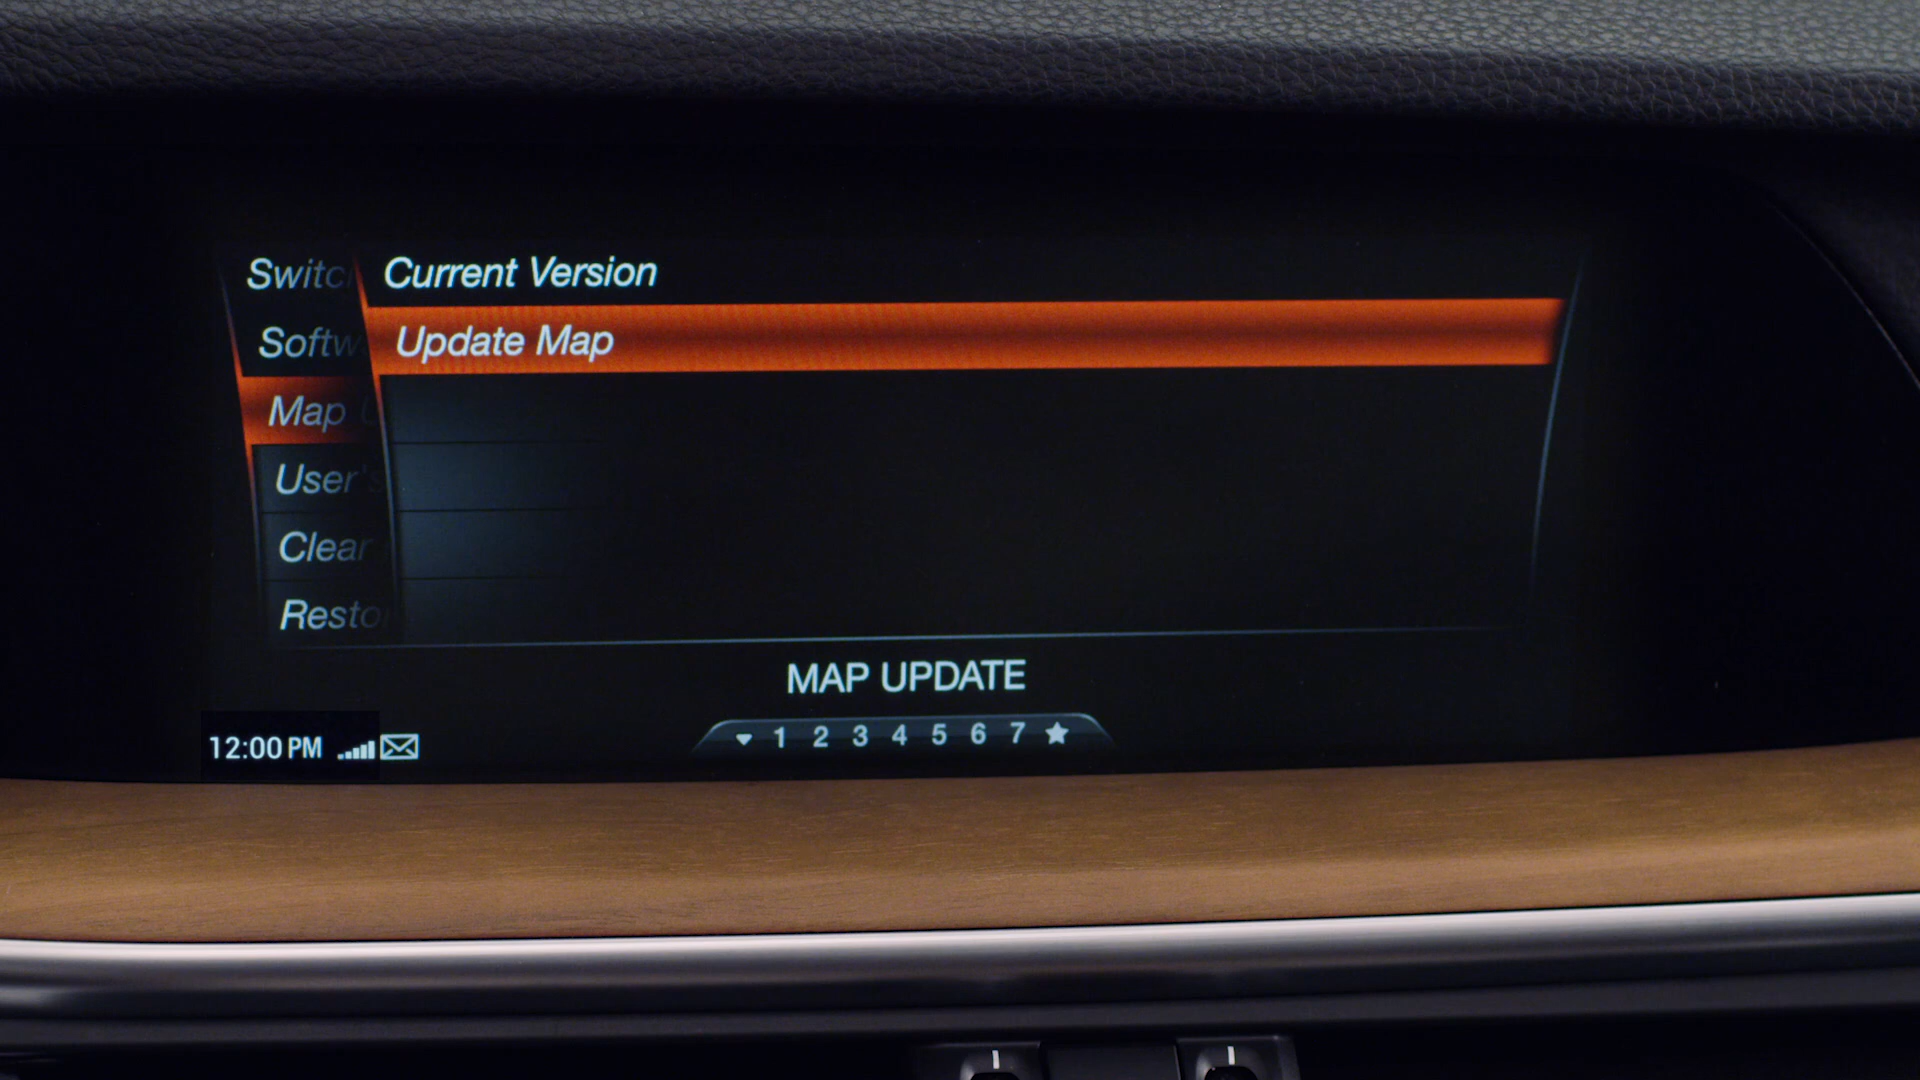 Switc
Current Version
Softw
Update Map
Map
User's
Clear
Resto
MAP UPDATE
12:00 PM
1 2 3 4 5 6 7 ★